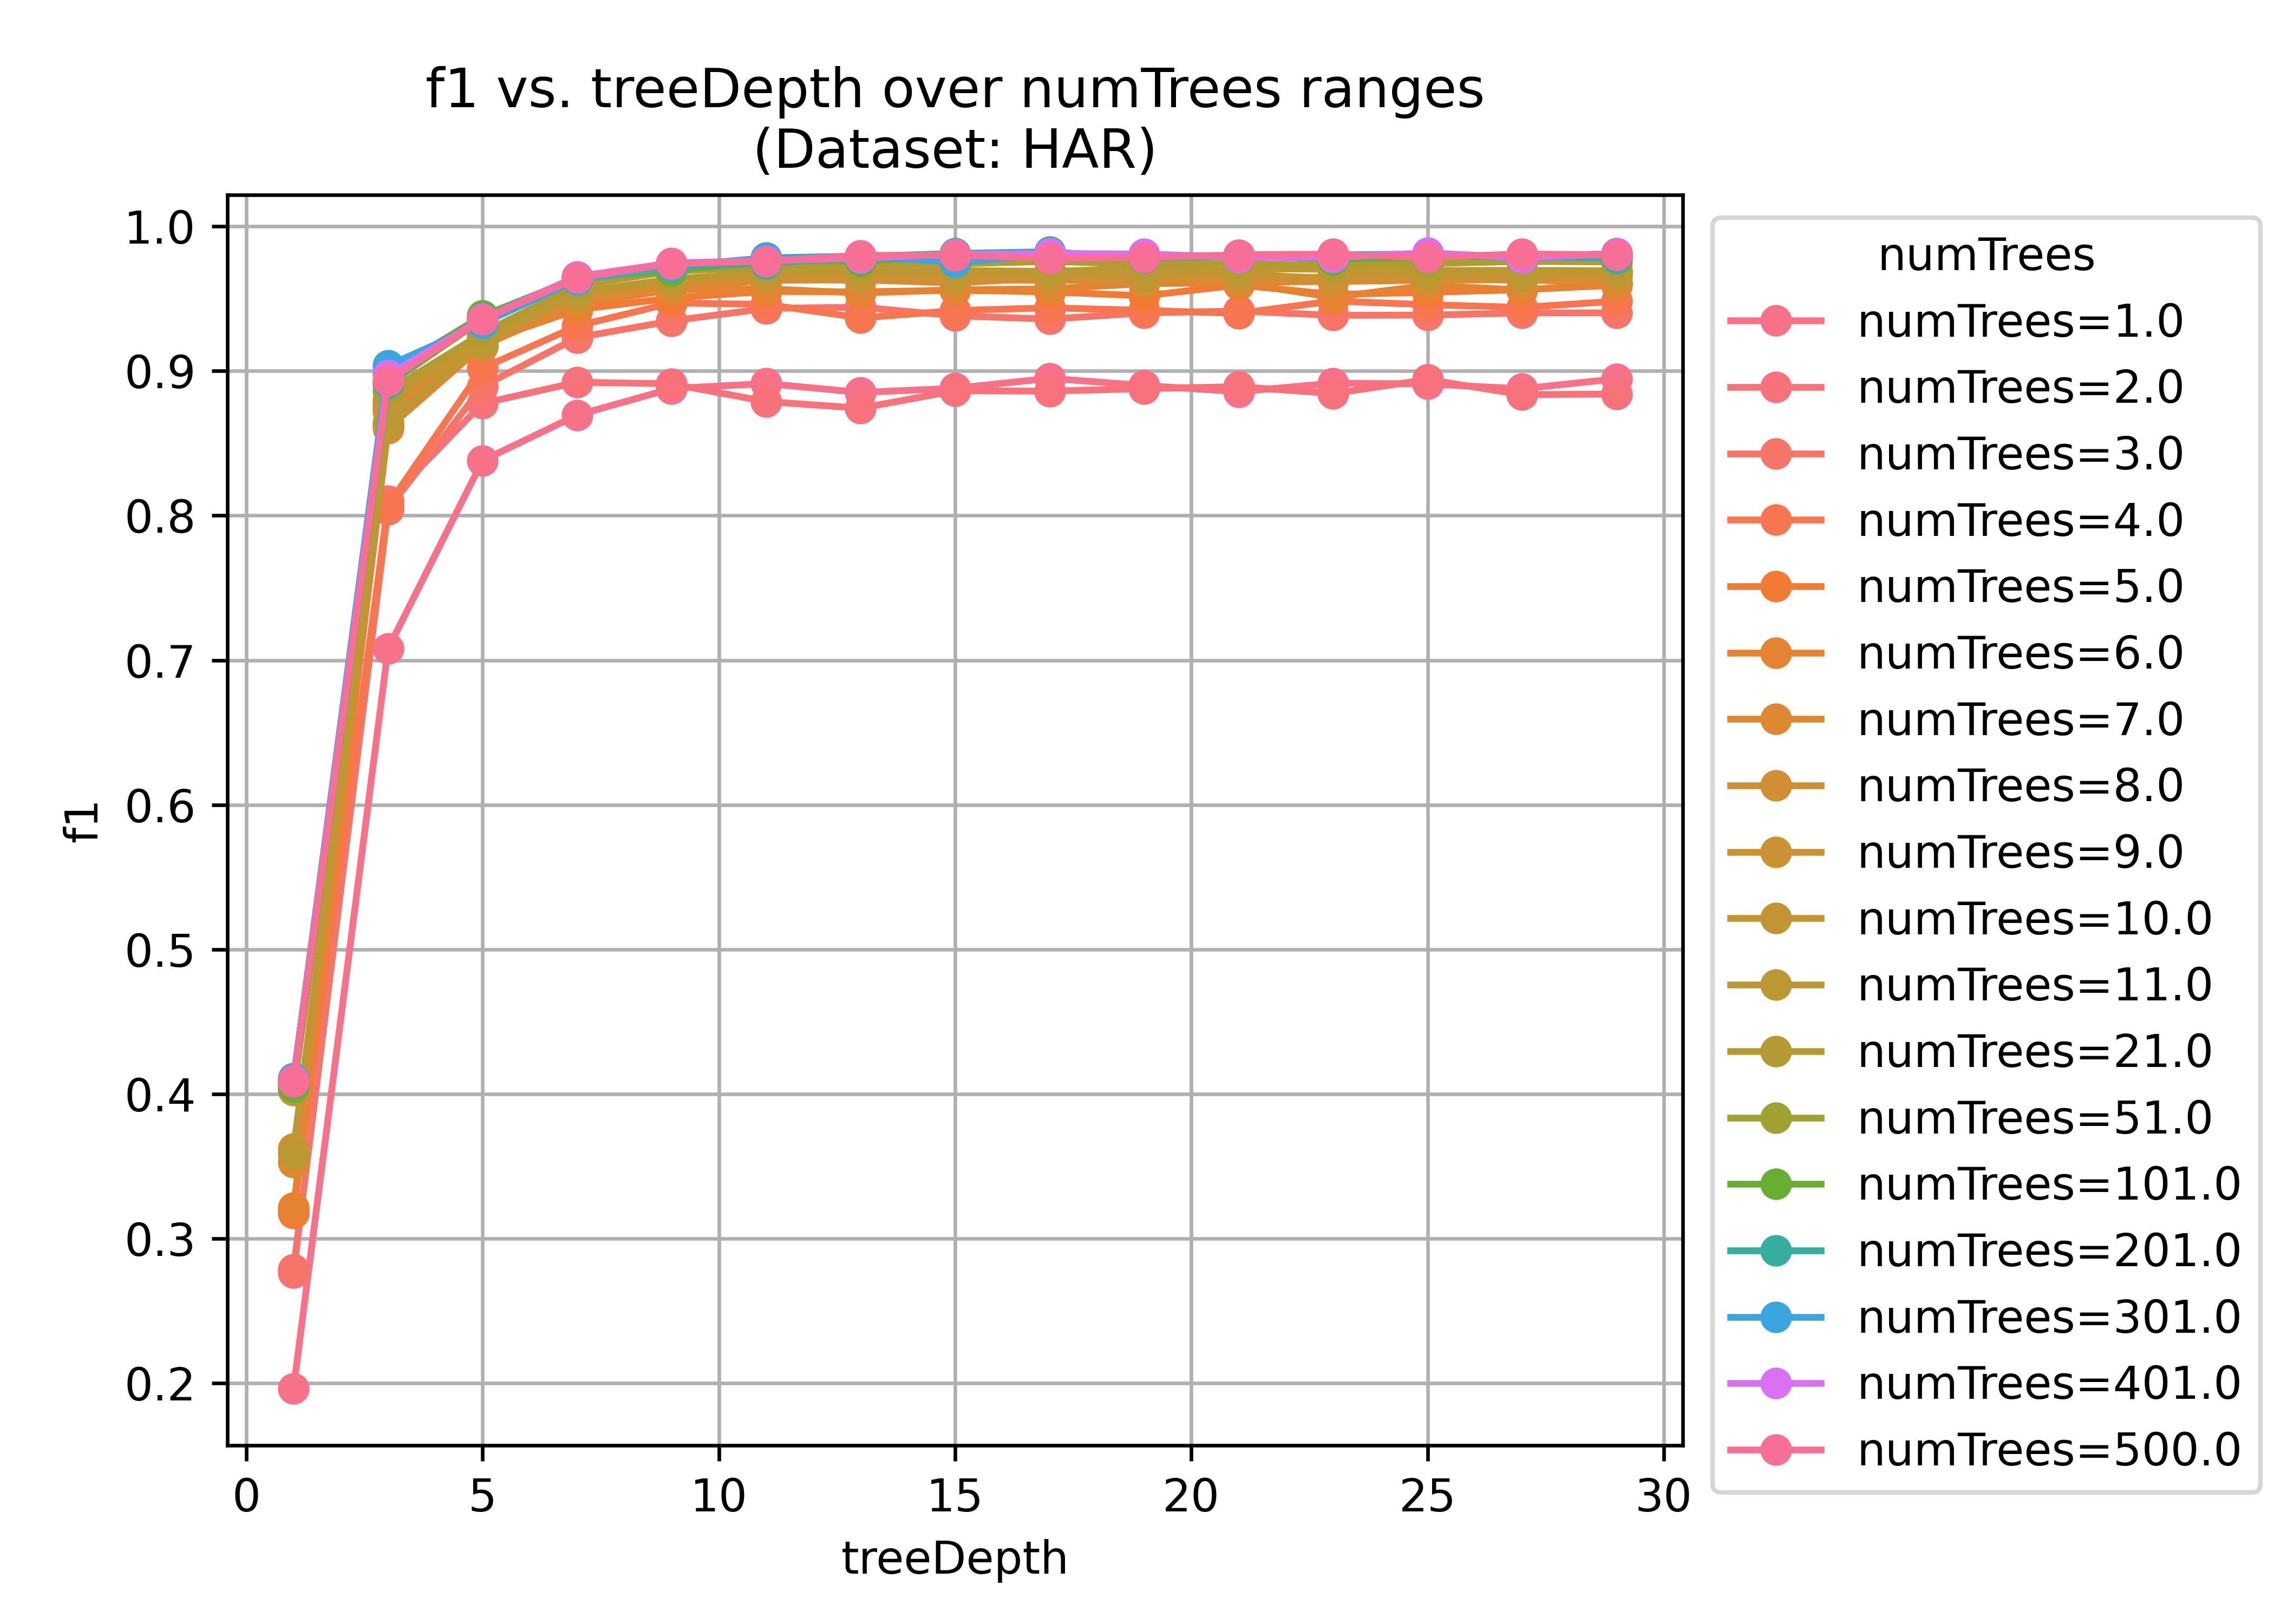 f1 vs. treeDepth over numTrees ranges
(Dataset: HAR)
1.0
0.9
0.8
0.7
0.6
0.5
0.4
0.3
0.2
f1
0 5 10 15 20 25 30
treeDepth
numTrees
numTrees=1.0
numTrees=2.0
numTrees=3.0
numTrees=4.0
numTrees=5.0
numTrees=6.0
numTrees=7.0
numTrees=8.0
numTrees=9.0
numTrees=10.0
numTrees=11.0
numTrees=21.0
numTrees=51.0
numTrees=101.0
numTrees=201.0
numTrees=301.0
numTrees=401.0
numTrees=500.0